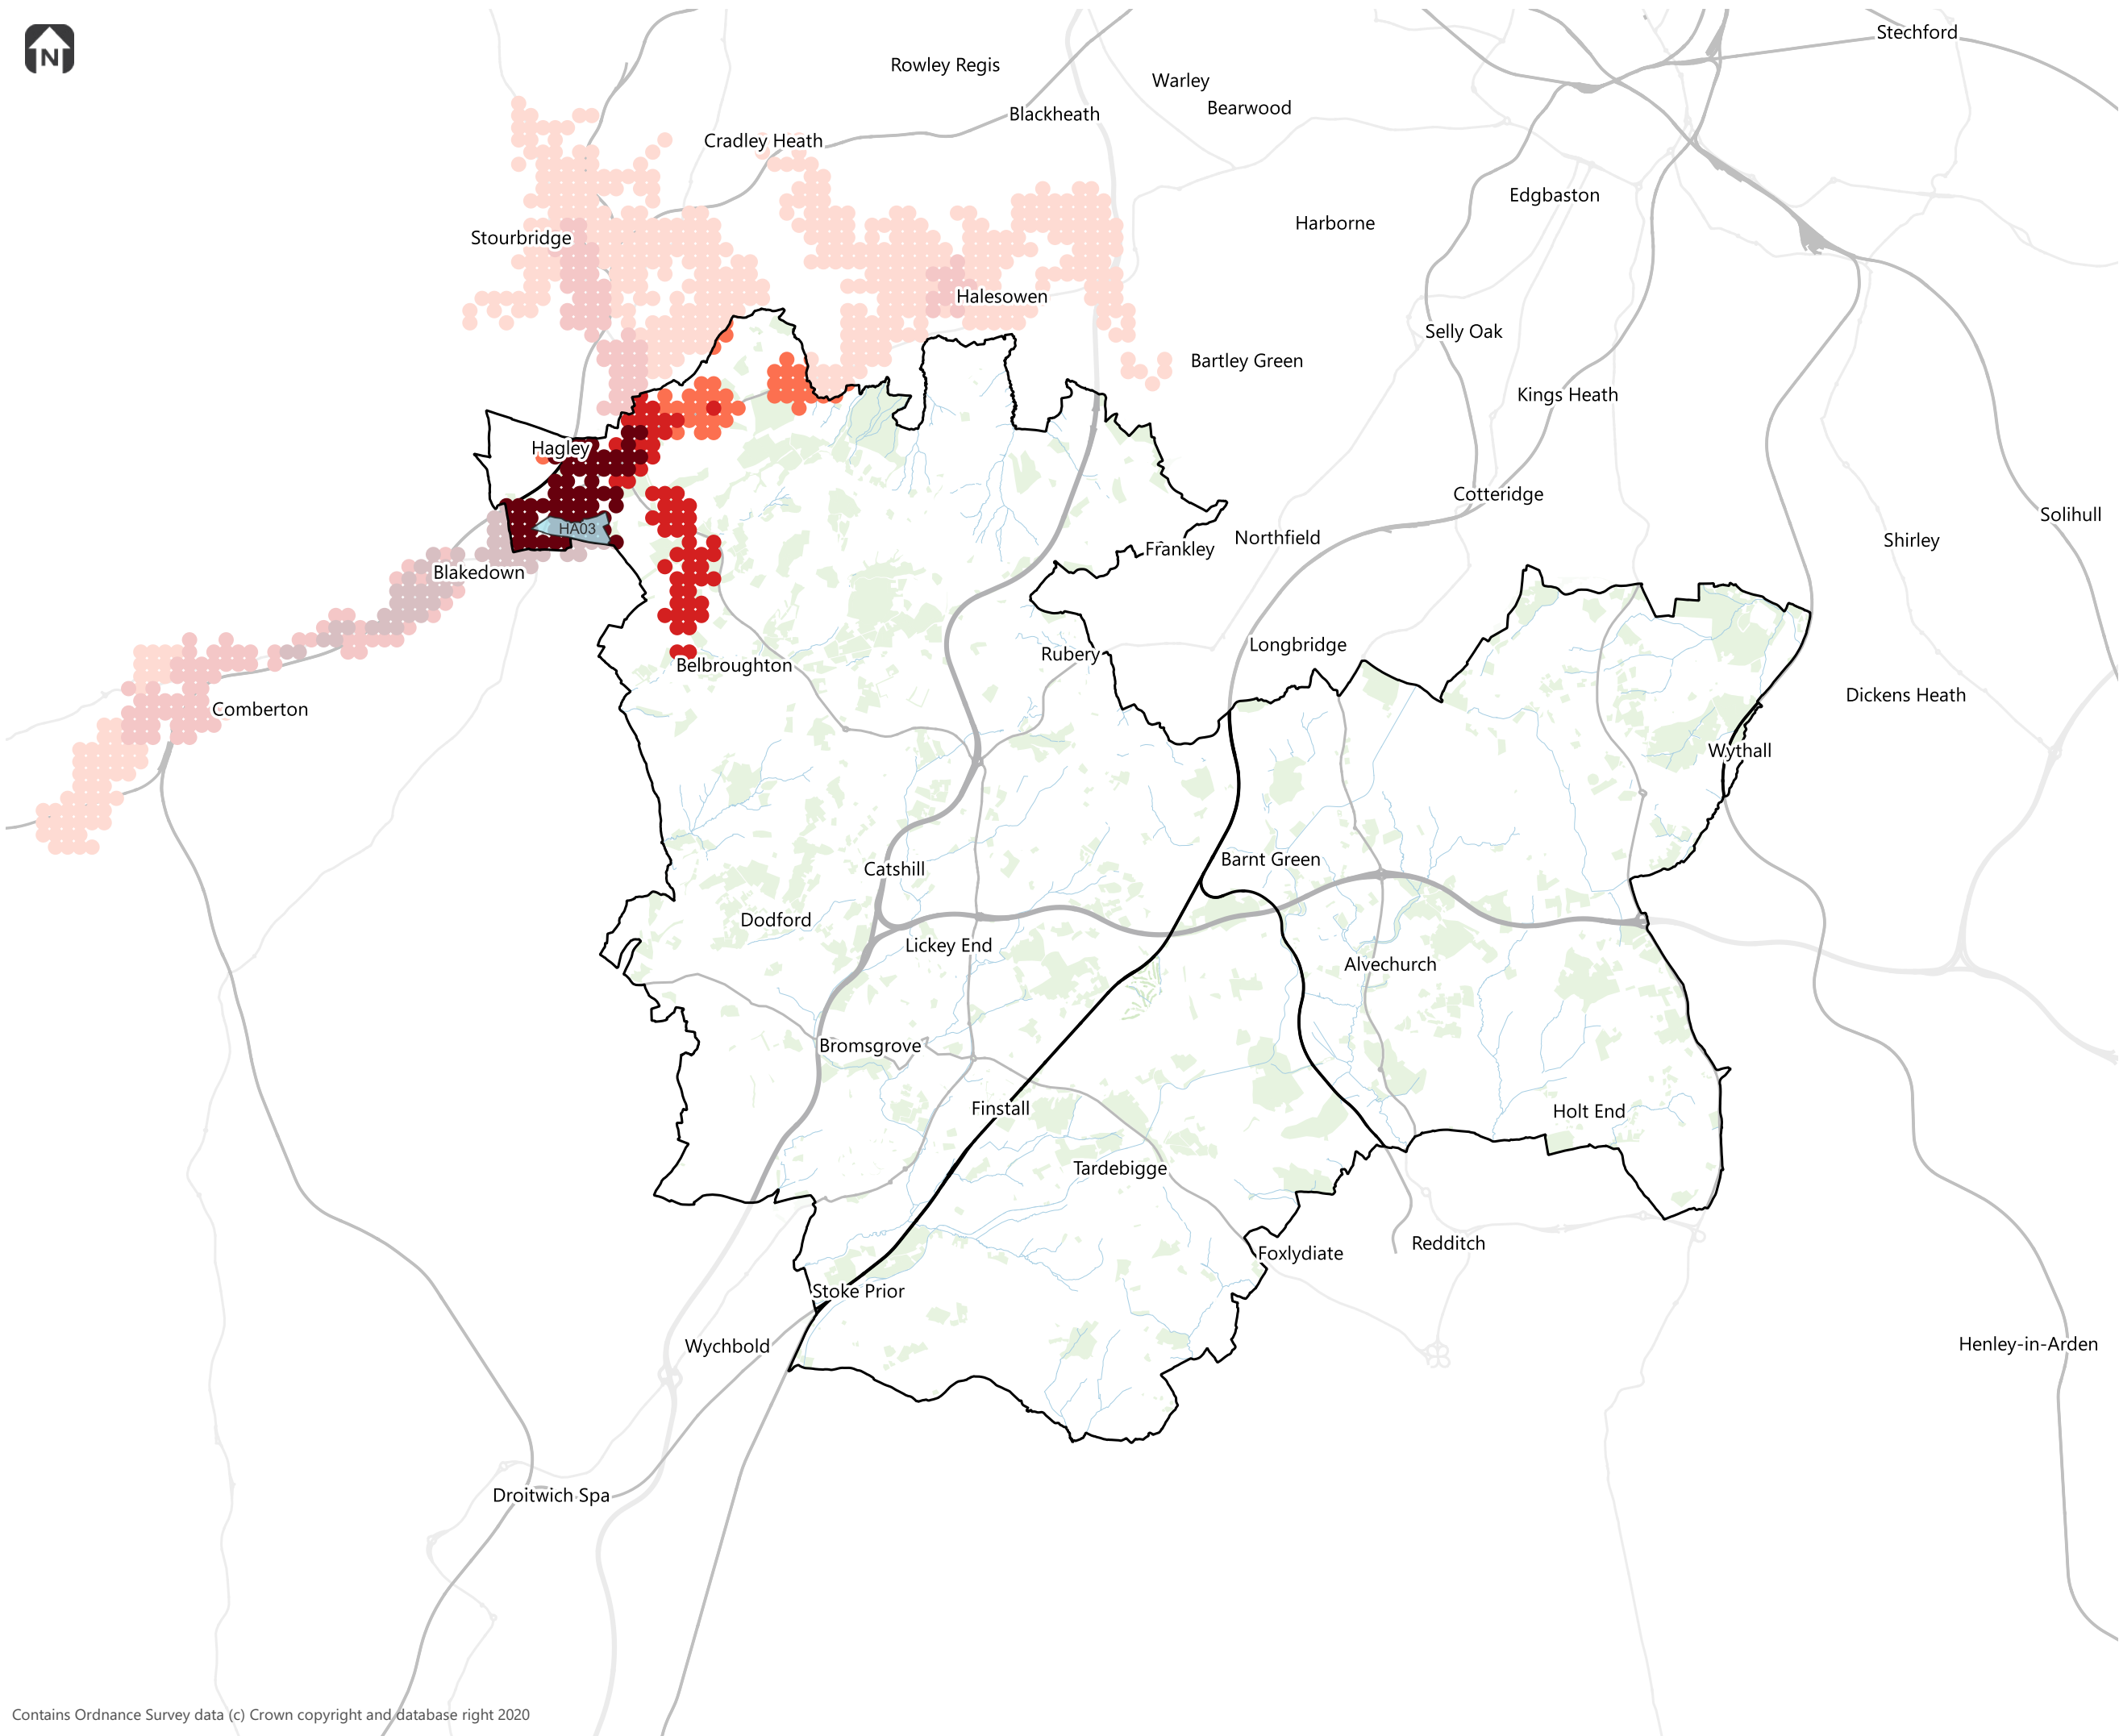 N
Stechford
Rowley Regis
Warley
Bearwood
Blackheath
Cradley Heath
Edgbaston
Harborne
Stourbridge
Halesowen
Selly Oak
Bartley Green
Kings Heath
Hagley
Cotteridge
Solihull
HA03
Northfield
Shirley
Frankley
Blakedown
Longbridge
Rubery
Belbroughton
Dickens Heath
Comberton
Wythall
Barnt Green
Catshill
Dodford
Lickey End
Alvechurch
Bromsgrove
Finstall
Holt End
Tardebigge
Redditch
Foxlydiate
Stoke Prior
Wychbold
Henley-in-Arden
Droitwich Spa
Contains Ordnance Survey data (c) Crown copyright and database right 2020